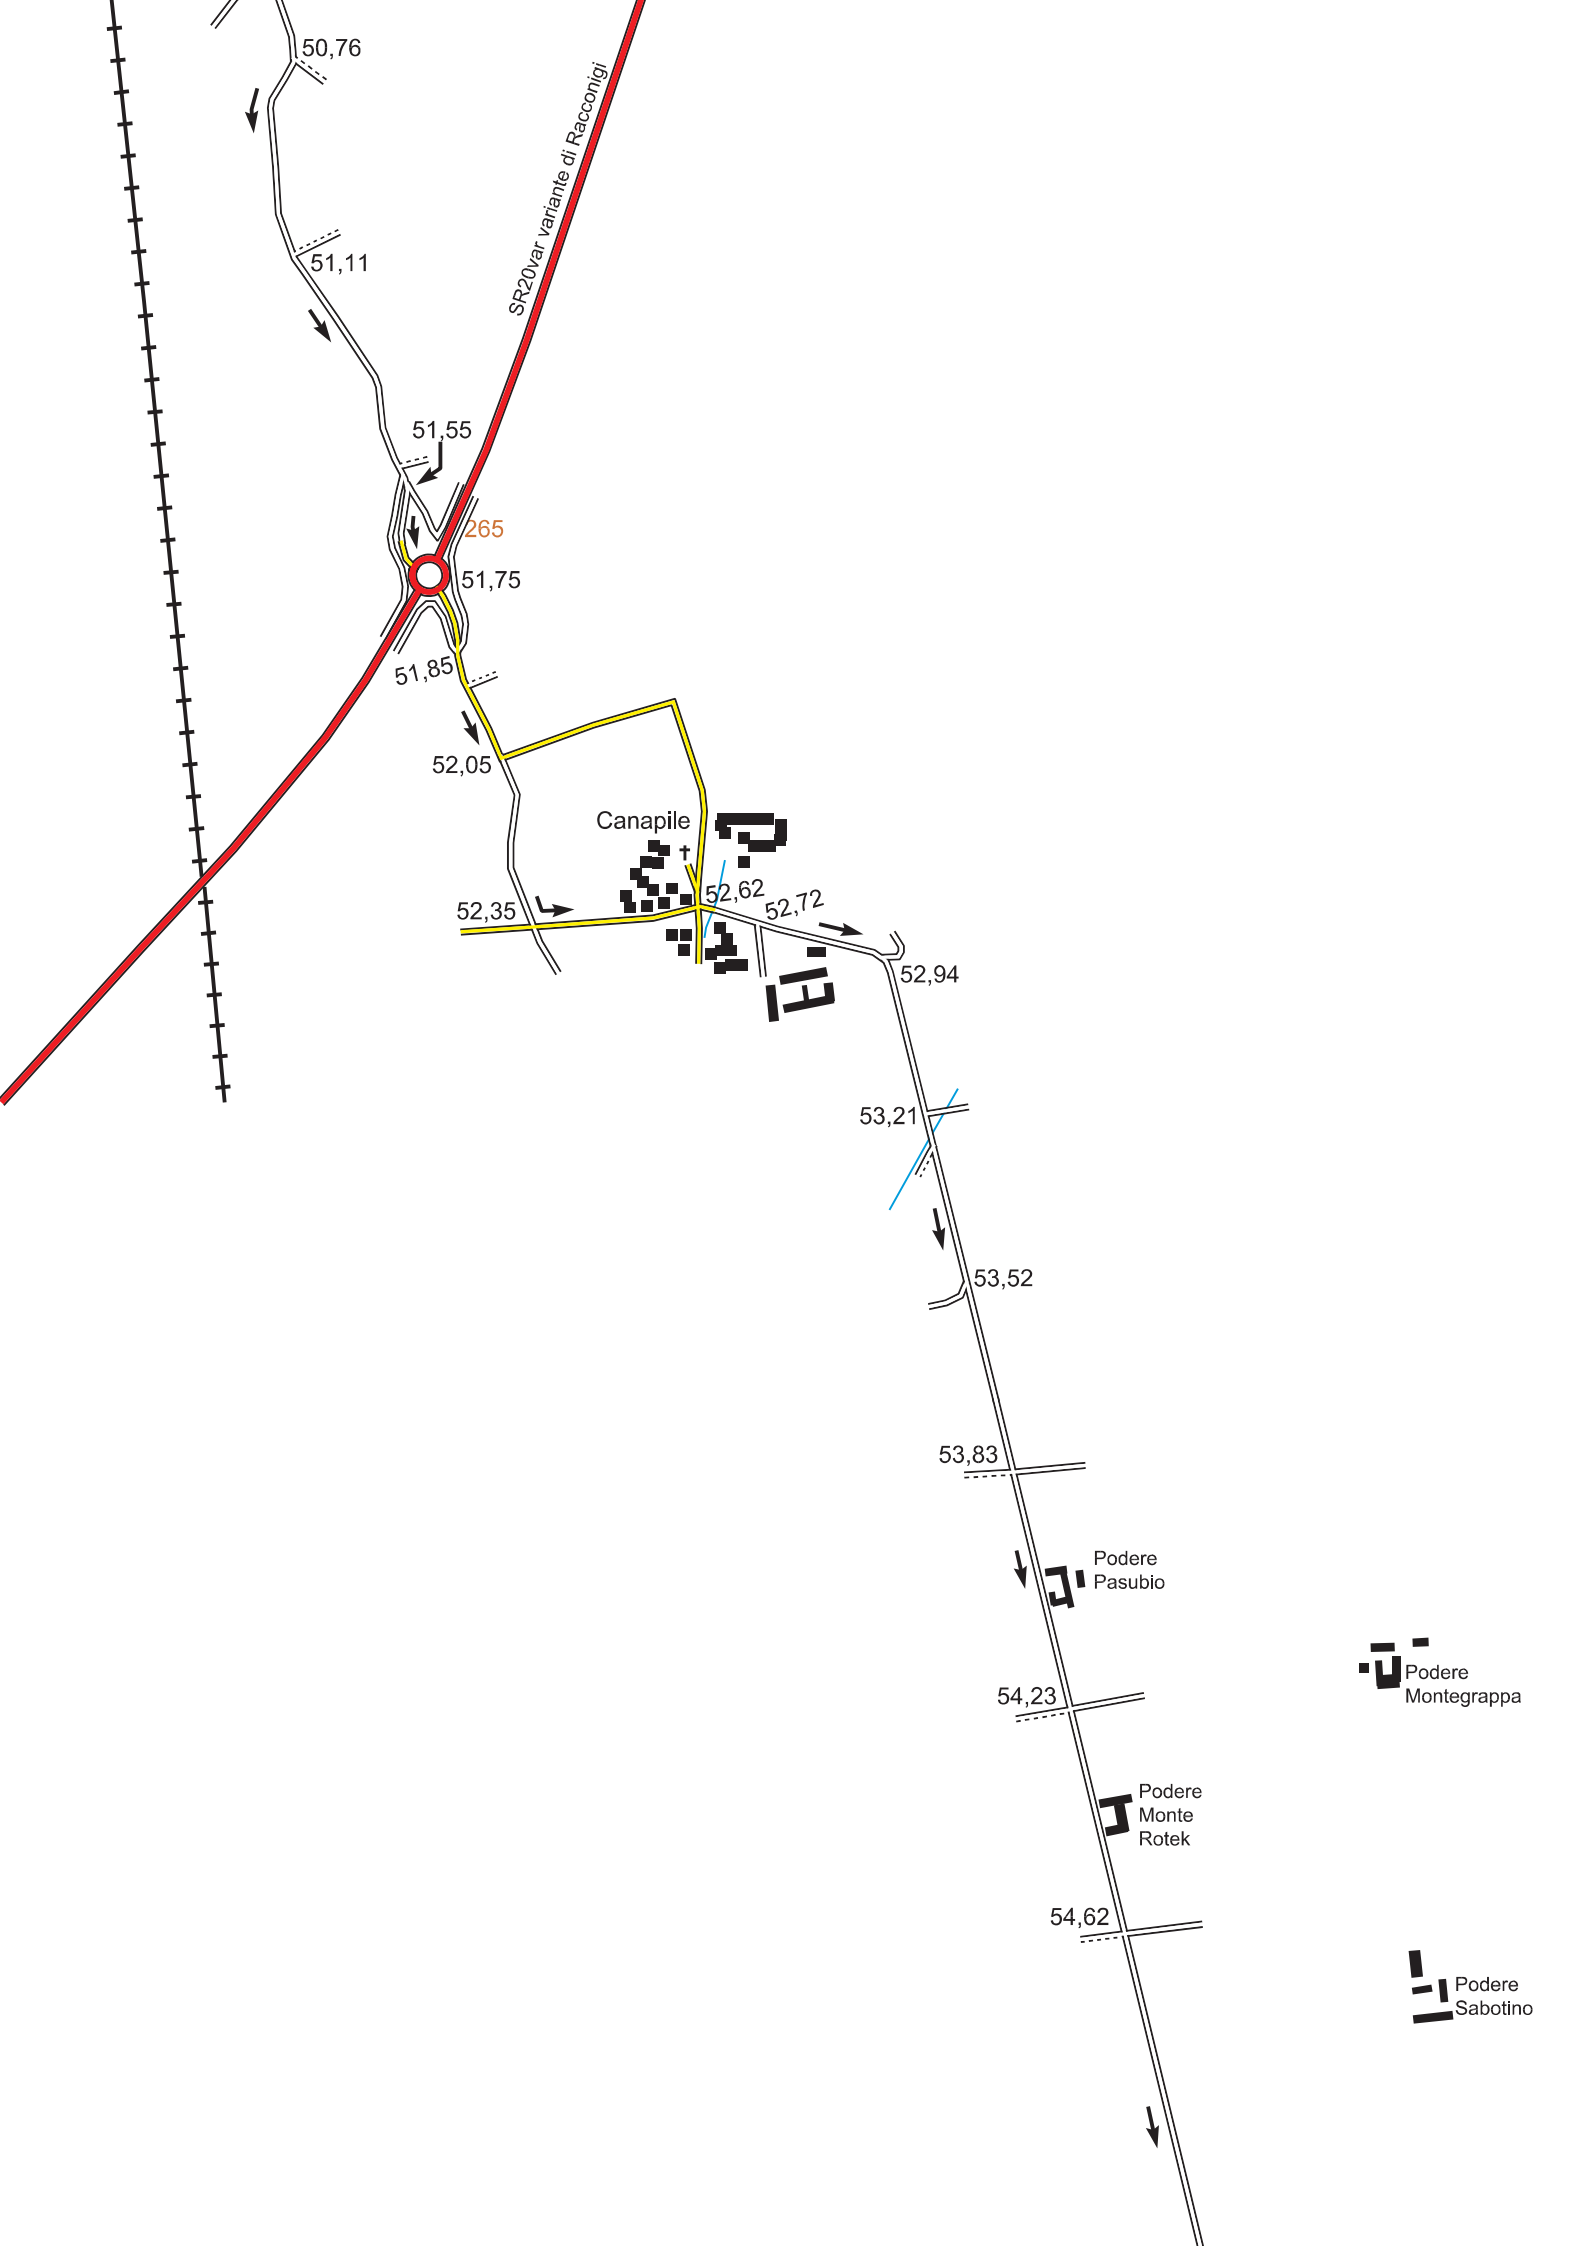 50,76
SR20var variante di Racconigi
51,11
51,55
265
51,75
51,85
52,05
Canapile
52,62
52,72
52,35
52,94
53,21
53,52
53,83
Podere
Pasubio
Podere
Montegrappa
54,23
Podere
Monte
Rotek
54,62
Podere
Sabotino